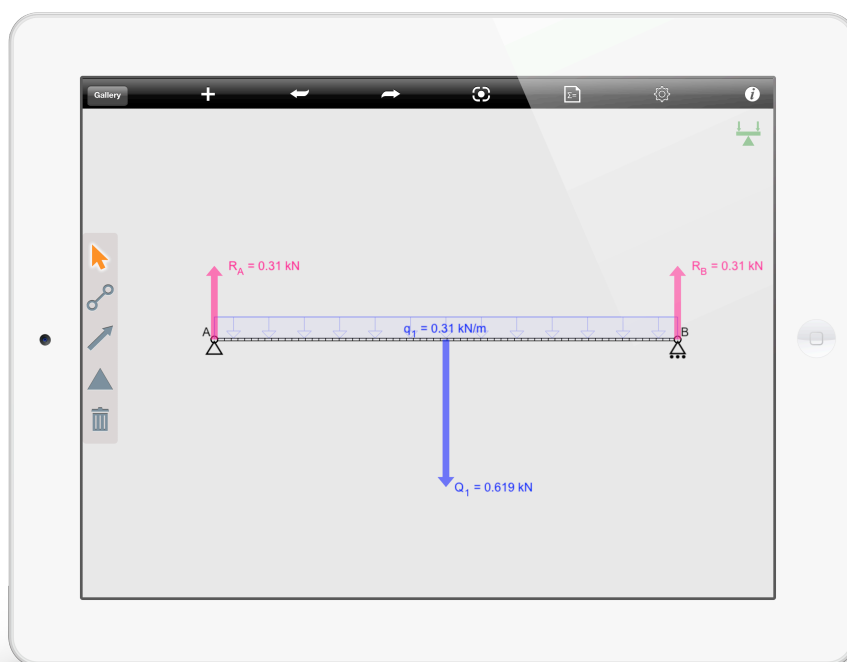 Gallery
Σ=
i
R_A = 0.31 kN
R_B = 0.31 kN
A
q_1 = 0.31 kN/m
B
Q_1 = 0.619 kN